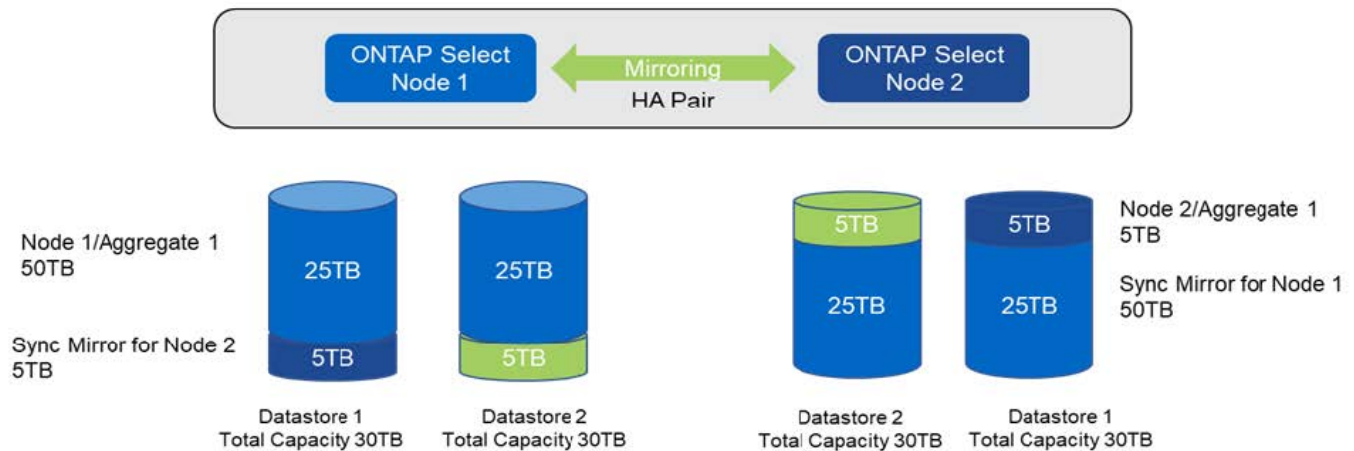 ONTAP Select
Node 1
Mirroring
HA Pair
ONTAP Select
Node 2
Node 1/Aggregate 1
50TB
25TB
25TB
Sync Mirror for Node 2
5TB
5TB
5TB
5TB
5TB
Node 2/Aggregate 1
5TB
25TB
25TB
Sync Mirror for Node 1
50TB
Datastore 1
Total Capacity 30TB
Datastore 2
Total Capacity 30TB
Datastore 2
Total Capacity 30TB
Datastore 1
Total Capacity 30TB